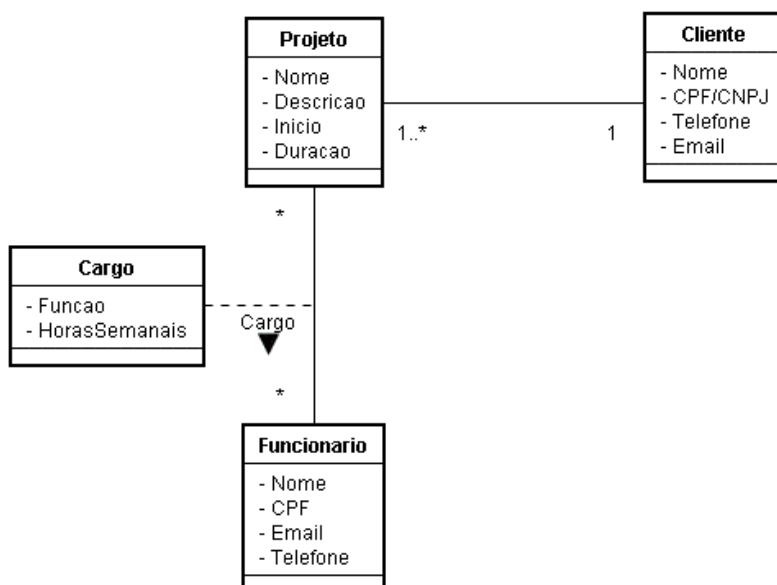 Projeto
- Nome
- Descricao
- Inicio
- Duracao
Cliente
- Nome
- CPF/CNPJ
- Telefone
- Email
1..*
1
*
Cargo
- Funcao
- HorasSemanais
Cargo
*
Funcionario
- Nome
- CPF
- Email
- Telefone